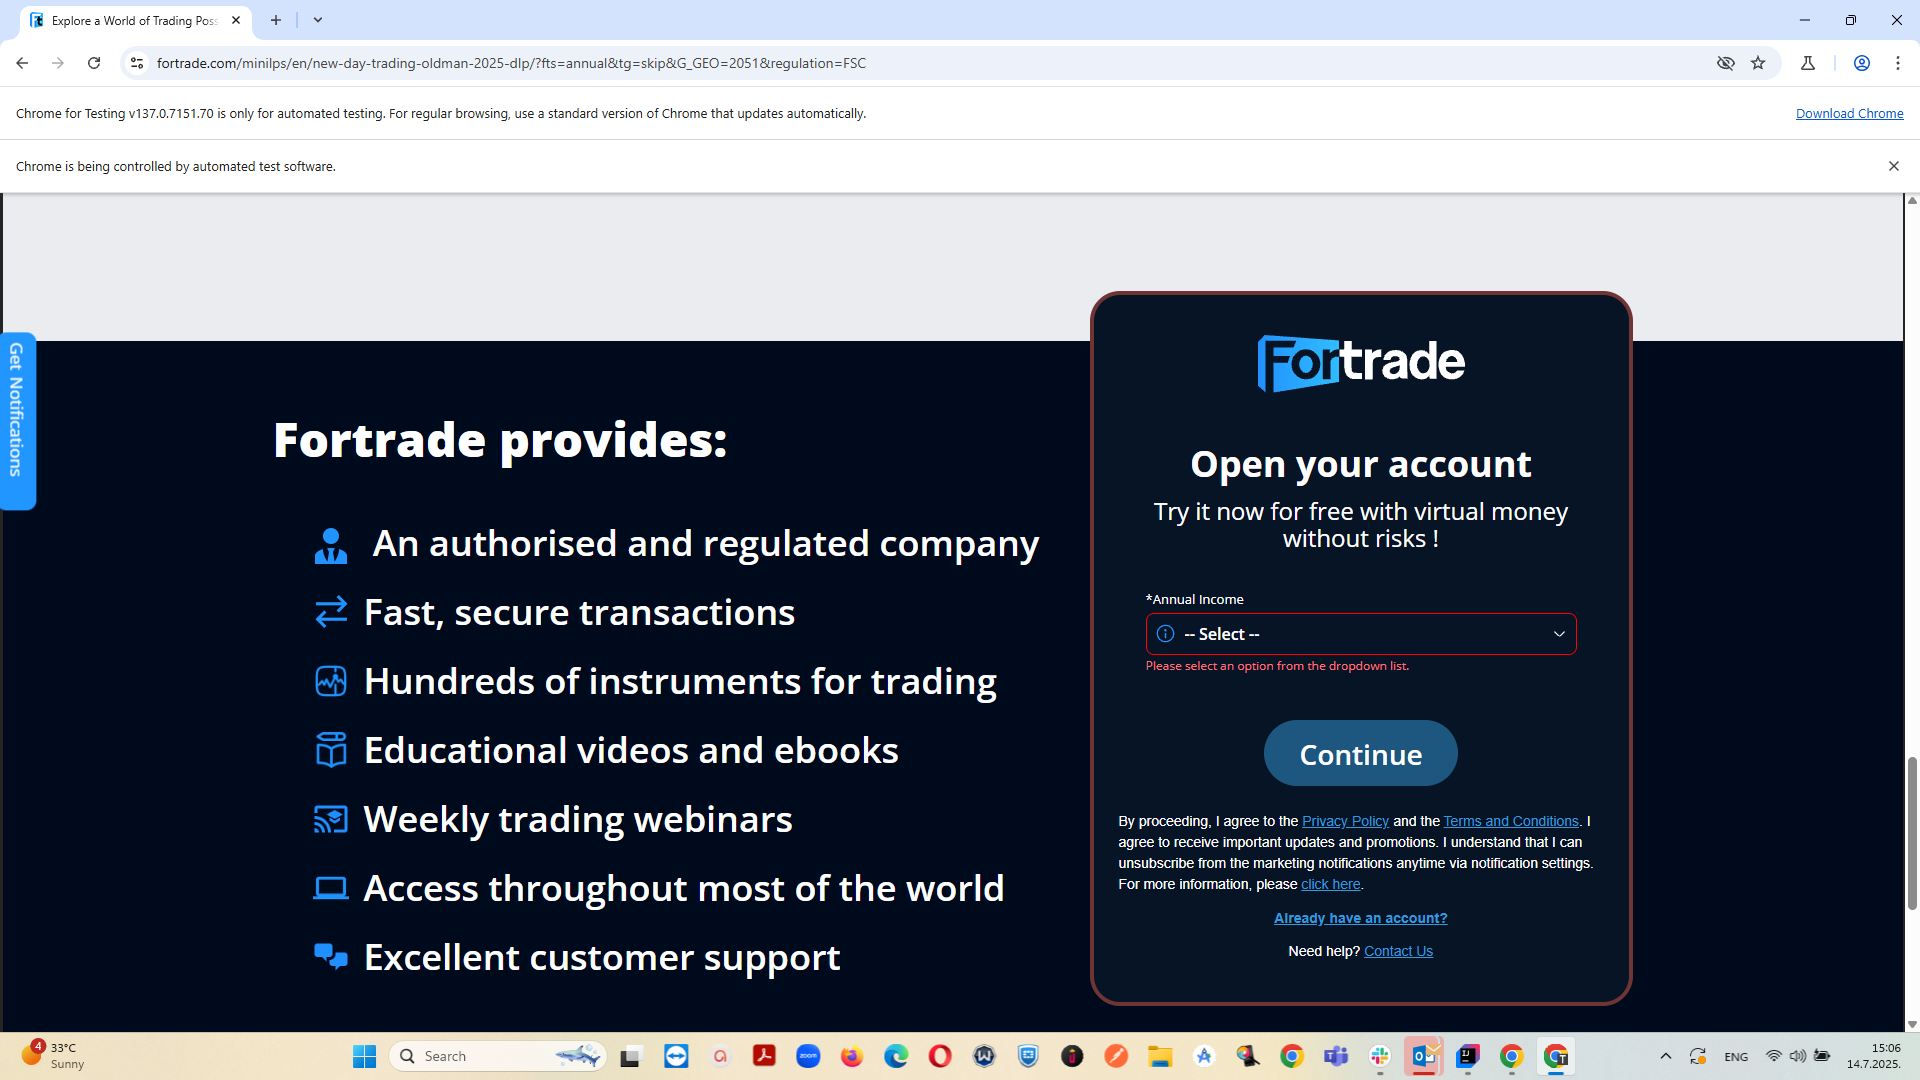 Explore a World of Trading Poss
fortrade.com/minilps/en/new-day-trading-oldman-2025-dlp/?fts=annual&tg=skip&G_GEO=2051&regulation=FSC
Chrome for Testing v137.0.7151.70 is only for automated testing. For regular browsing, use a standard version of Chrome that updates automatically.
Download Chrome
Chrome is being controlled by automated test software.
Get Notifications
Fortrade provides:
An authorised and regulated company
Fast, secure transactions
Hundreds of instruments for trading
Educational videos and ebooks
Weekly trading webinars
Access throughout most of the world
Excellent customer support
Fortrade
Open your account
Try it now for free with virtual money
without risks !
*Annual Income
-- Select --
Please select an option from the dropdown list.
Continue
By proceeding, I agree to the Privacy Policy and the Terms and Conditions. I
agree to receive important updates and promotions. I understand that I can
unsubscribe from the marketing notifications anytime via notification settings.
For more information, please click here.
Already have an account?
Need help? Contact Us
4
33°C
Sunny
Search
zoom
ENG
15:06
14.7.2025.